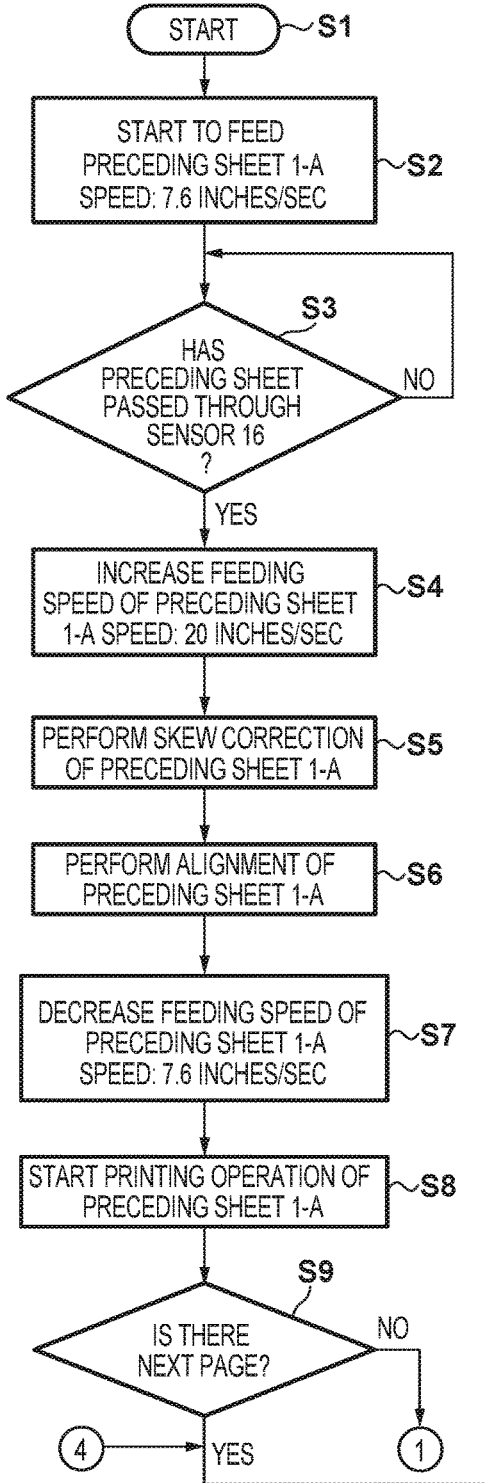 START
S1
START TO FEED
PRECEDING SHEET 1-A
SPEED: 7.6 INCHES/SEC
S2
S3
HAS
PRECEDING SHEET
PASSED THROUGH
SENSOR 16
?
NO
YES
INCREASE FEEDING
SPEED OF PRECEDING SHEET
1-A SPEED: 20 INCHES/SEC
S4
PERFORM SKEW CORRECTION
OF PRECEDING SHEET 1-A
S5
PERFORM ALIGNMENT OF
PRECEDING SHEET 1-A
S6
DECREASE FEEDING SPEED OF
PRECEDING SHEET 1-A
SPEED: 7.6 INCHES/SEC
S7
START PRINTING OPERATION OF
PRECEDING SHEET 1-A
S8
S9
IS THERE
NEXT PAGE?
NO
4
YES
1